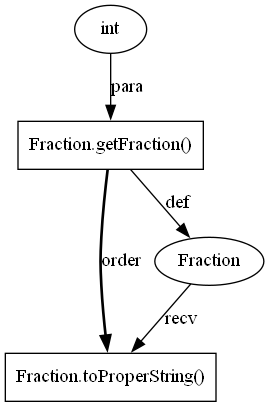 int
para
Fraction.getFraction()
def
order
Fraction
recv
Fraction.toProperString()